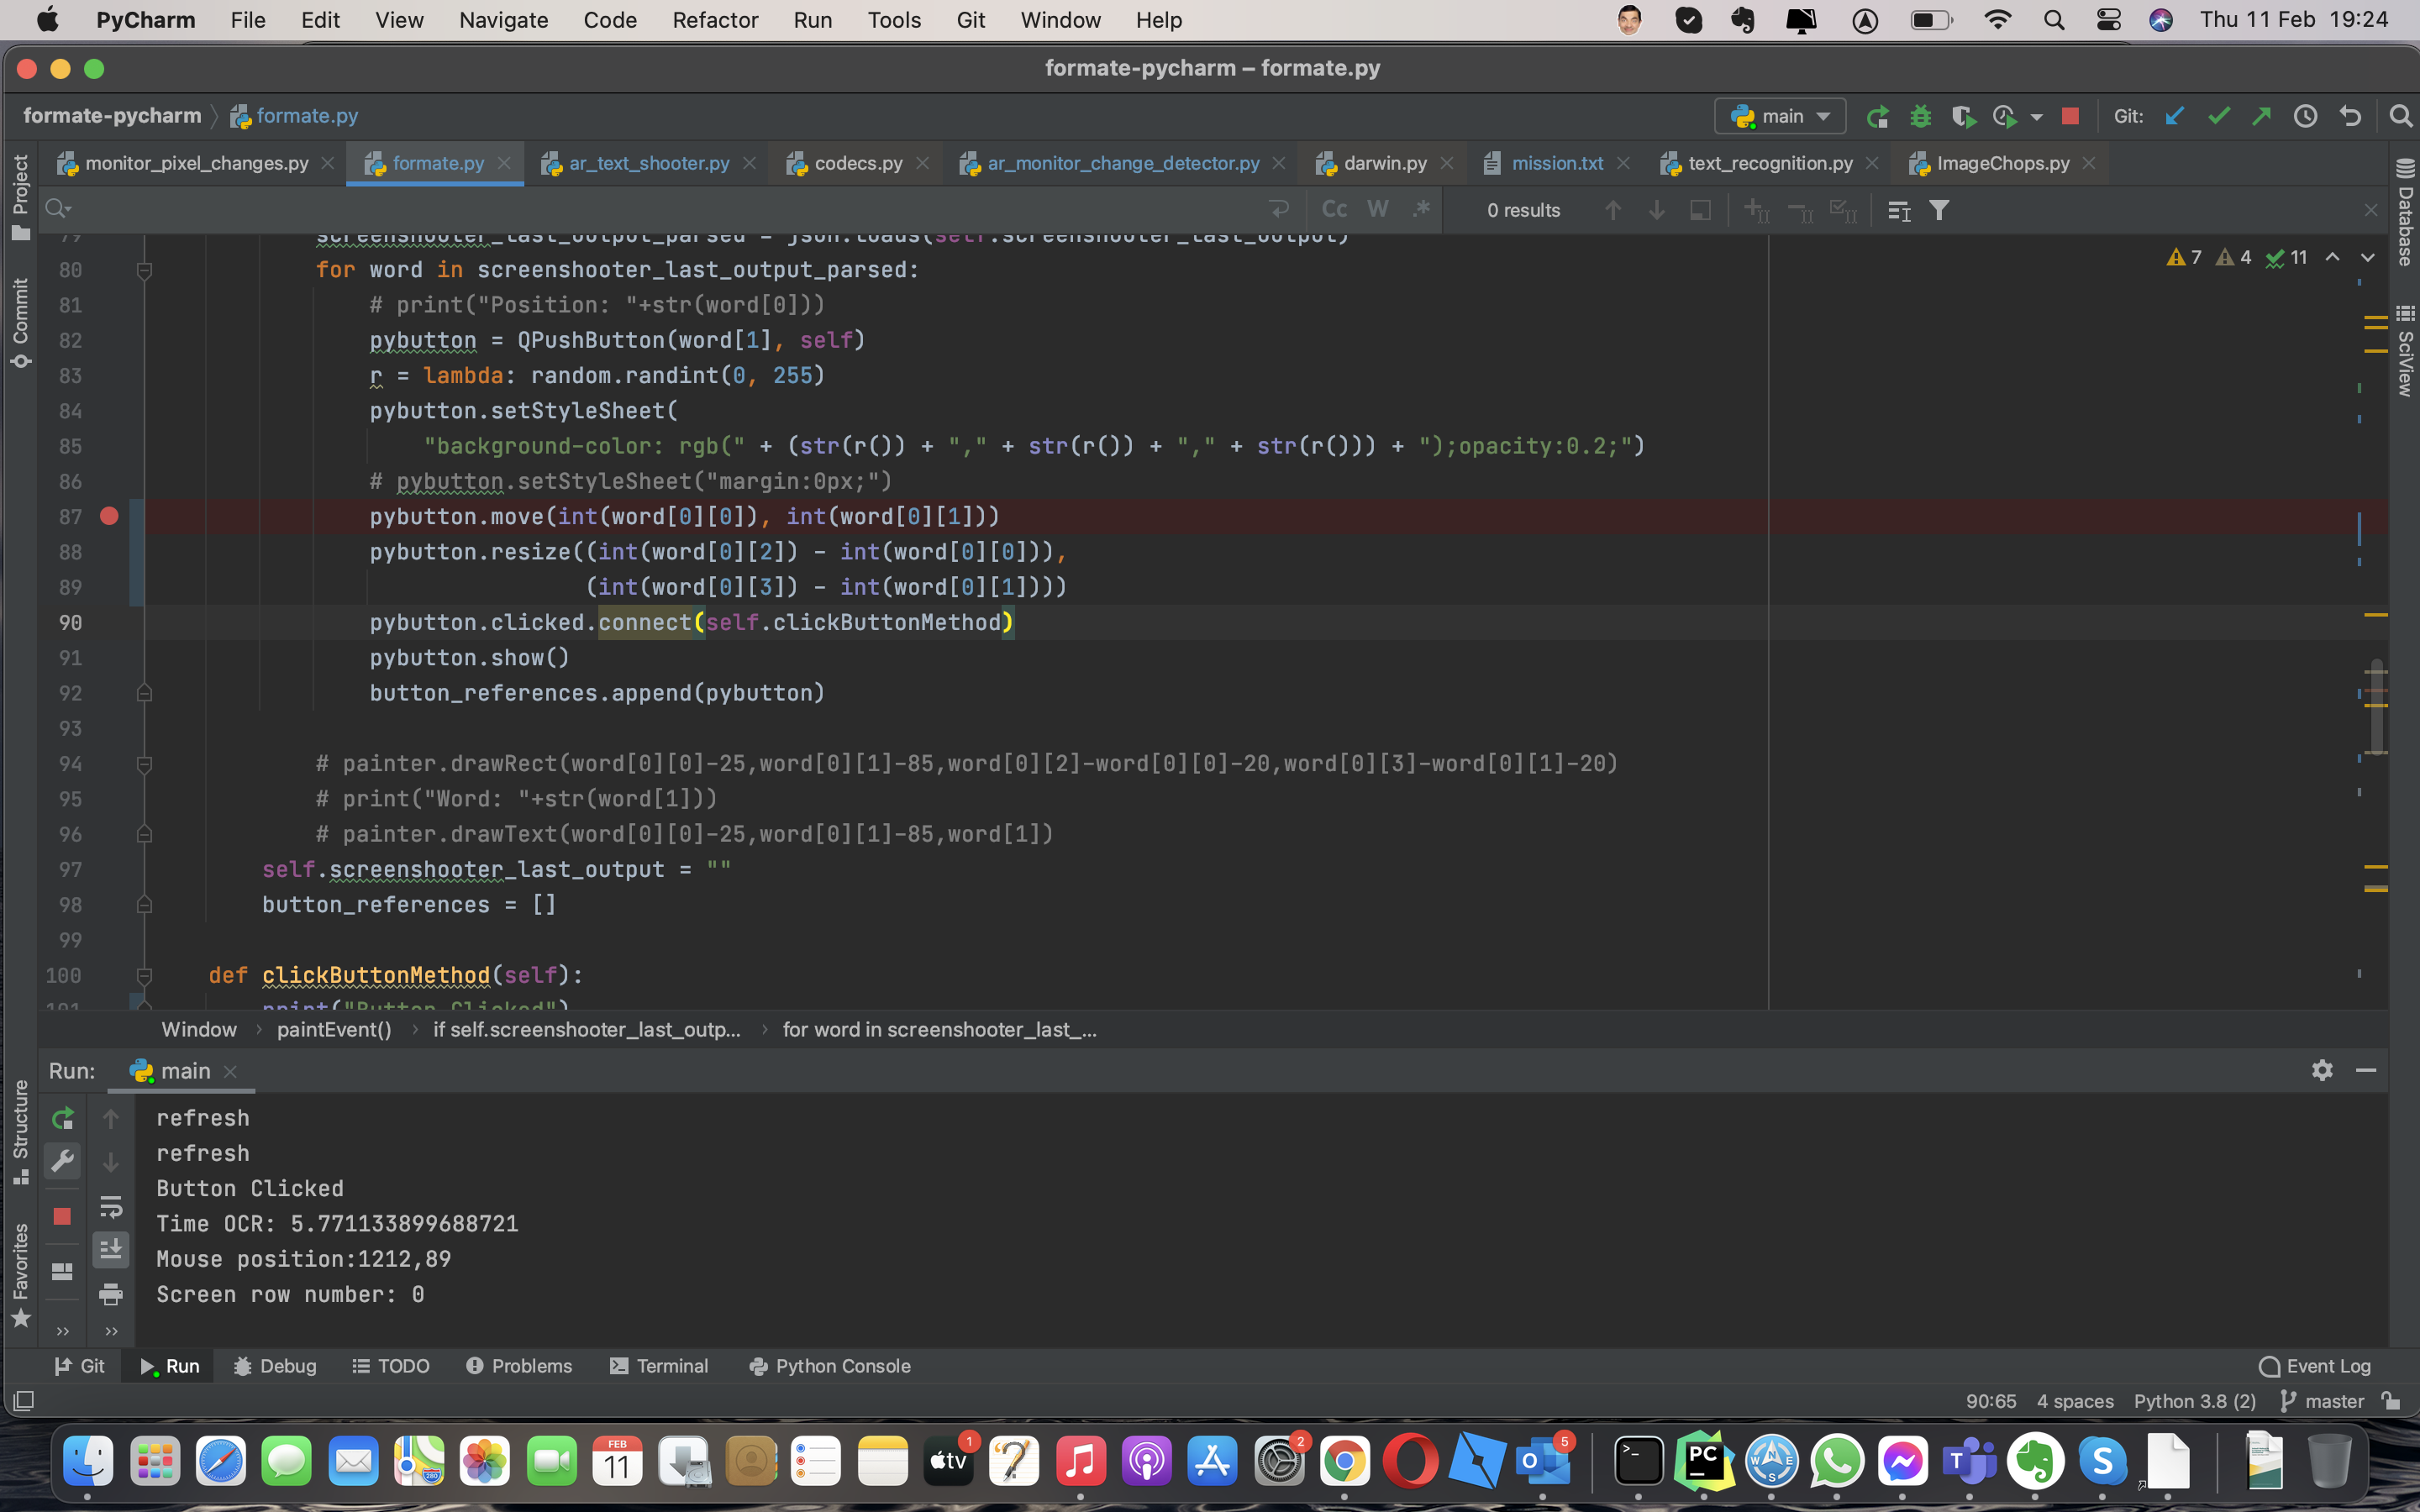 PyCharm File Edit View Navigate Code Refactor Run Tools Git Window Help Thu 11 Feb 19:24
formate-pycharm – formate.py
formate-pycharm formate.py main Git:
monitor_pixel_changes.py formate.py ar_text_shooter.py codecs.py ar_monitor_change_detector.py darwin.py mission.txt text_recognition.py ImageChops.py
Cc W .* 0 results
Project
Commit
Structure
Favorites
Database
SciView
7 4 11
79 screenshooter_last_output_parsed = json.loads(self.screenshooter_last_output)
80 for word in screenshooter_last_output_parsed:
81 # print("Position: "+str(word[0]))
82 pybutton = QPushButton(word[1], self)
83 r = lambda: random.randint(0, 255)
84 pybutton.setStyleSheet(
85 "background-color: rgb(" + (str(r()) + "," + str(r()) + "," + str(r())) + ");opacity:0.2;")
86 # pybutton.setStyleSheet("margin:0px;")
87 pybutton.move(int(word[0][0]), int(word[0][1]))
88 pybutton.resize((int(word[0][2]) - int(word[0][0])),
89 (int(word[0][3]) - int(word[0][1])))
90 pybutton.clicked.connect(self.clickButtonMethod)
91 pybutton.show()
92 button_references.append(pybutton)
93
94 # painter.drawRect(word[0][0]-25,word[0][1]-85,word[0][2]-word[0][0]-20,word[0][3]-word[0][1]-20)
95 # print("Word: "+str(word[1]))
96 # painter.drawText(word[0][0]-25,word[0][1]-85,word[1])
97 self.screenshooter_last_output = ""
98 button_references = []
99
100 def clickButtonMethod(self):
101 print("Button Clicked")
Window › paintEvent() › if self.screenshooter_last_outp... › for word in screenshooter_last_...
Run: main
refresh
refresh
Button Clicked
Time OCR: 5.771133899688721
Mouse position:1212,89
Screen row number: 0
Git Run Debug TODO Problems Terminal Python Console Event Log
90:65 4 spaces Python 3.8 (2) master
FEB
11
280
tv
1
2
5
PC
N
W E
S